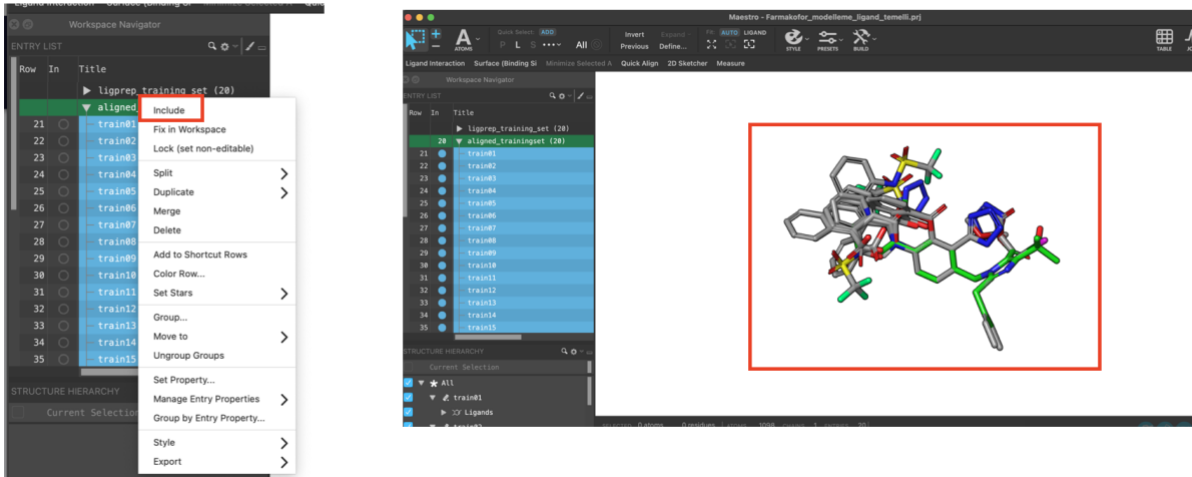 Workspace Navigator
ENTRY LIST
Row In Title
ligprep_training_set (20)
aligned_
21 train01
22 train02
23 train03
24 train04
25 train05
26 train06
27 train07
28 train08
29 train09
30 train10
31 train11
32 train12
33 train13
34 train14
35 train15
STRUCTURE HIERARCHY
Current Selection
Include
Fix in Workspace
Lock (set non-editable)
Split
Duplicate
Merge
Delete
Add to Shortcut Rows
Color Row...
Set Stars
Group...
Move to
Ungroup Groups
Set Property...
Manage Entry Properties
Group by Entry Property...
Style
Export
Maestro - Farmakofor_modelleme_ligand_temelli.prj
ATOMS
Quick Select: ADD
P L S All
Invert Expand
Previous Define...
Fit: AUTO LIGAND
STYLE PRESETS BUILD
TABLE
Ligand Interaction Surface (Binding Si Minimize Selected A Quick Align 2D Sketcher Measure
Workspace Navigator
ENTRY LIST
Row In Title
ligprep_training_set (20)
20 aligned_trainingset (20)
21 train01
22 train02
23 train03
24 train04
25 train05
26 train06
27 train07
28 train08
29 train09
30 train10
31 train11
32 train12
33 train13
34 train14
35 train15
STRUCTURE HIERARCHY
Current Selection
All
train01
Ligands